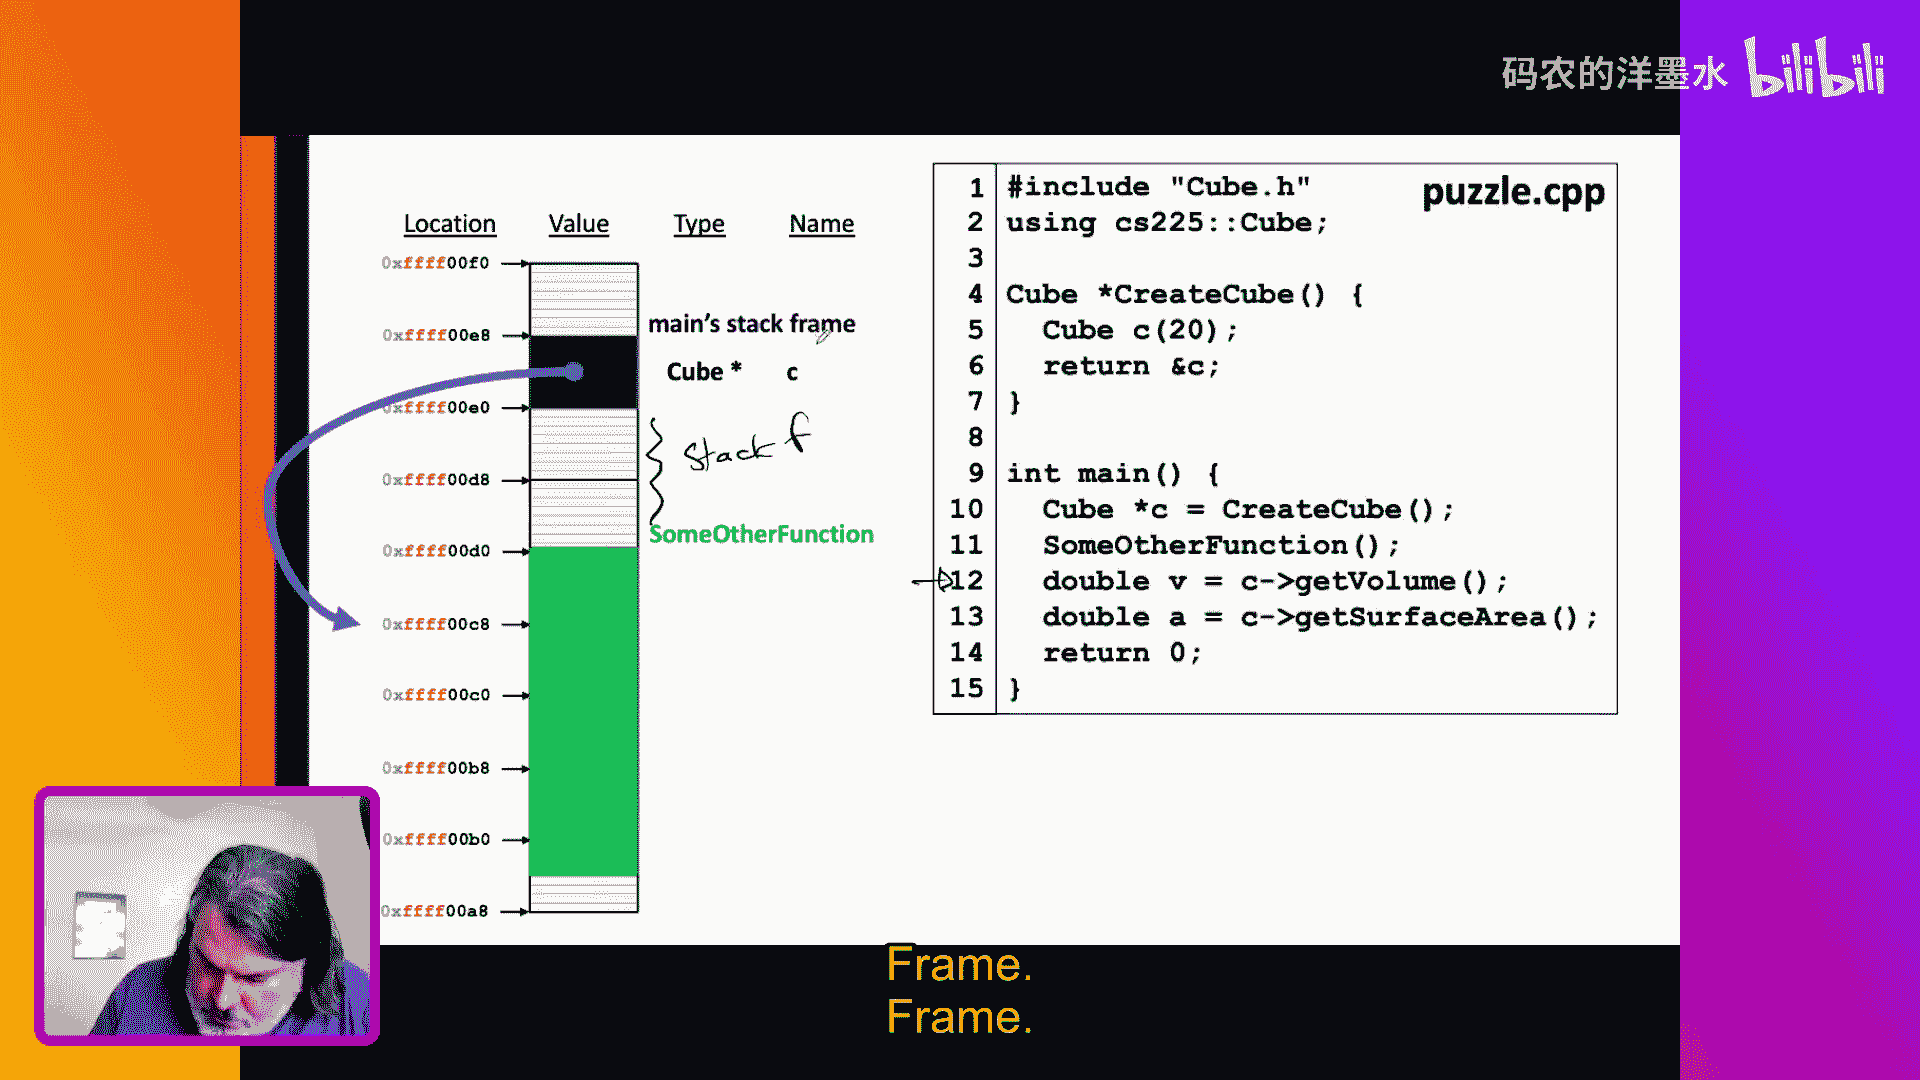 码农的洋墨水 bilibili
Location Value Type Name
0xffff00f0
0xffff00e8
0xffff00e0
0xffff00d8
0xffff00d0
0xffff00c8
0xffff00c0
0xffff00b8
0xffff00b0
0xffff00a8
main's stack frame
Cube * c
Stack f
SomeOtherFunction
puzzle.cpp
1 #include "Cube.h"
2 using cs225::Cube;
3
4 Cube *CreateCube() {
5 Cube c(20);
6 return &c;
7 }
8
9 int main() {
10 Cube *c = CreateCube();
11 SomeOtherFunction();
12 double v = c->getVolume();
13 double a = c->getSurfaceArea();
14 return 0;
15 }
Frame.
Frame.